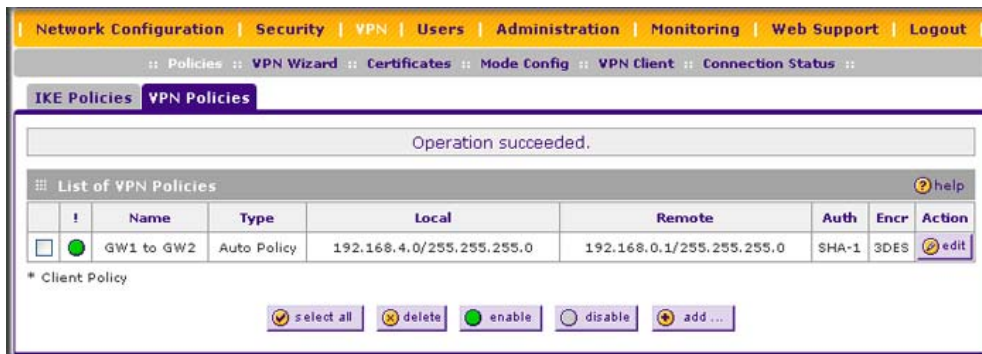 Network Configuration | Security | VPN | Users | Administration | Monitoring | Web Support | Logout
:: Policies :: VPN Wizard :: Certificates :: Mode Config :: VPN Client :: Connection Status ::
IKE Policies VPN Policies
Operation succeeded.
List of VPN Policies help
! Name Type Local Remote Auth Encr Action
GW1 to GW2 Auto Policy 192.168.4.0/255.255.255.0 192.168.0.1/255.255.255.0 SHA-1 3DES edit
* Client Policy
select all delete enable disable add ...